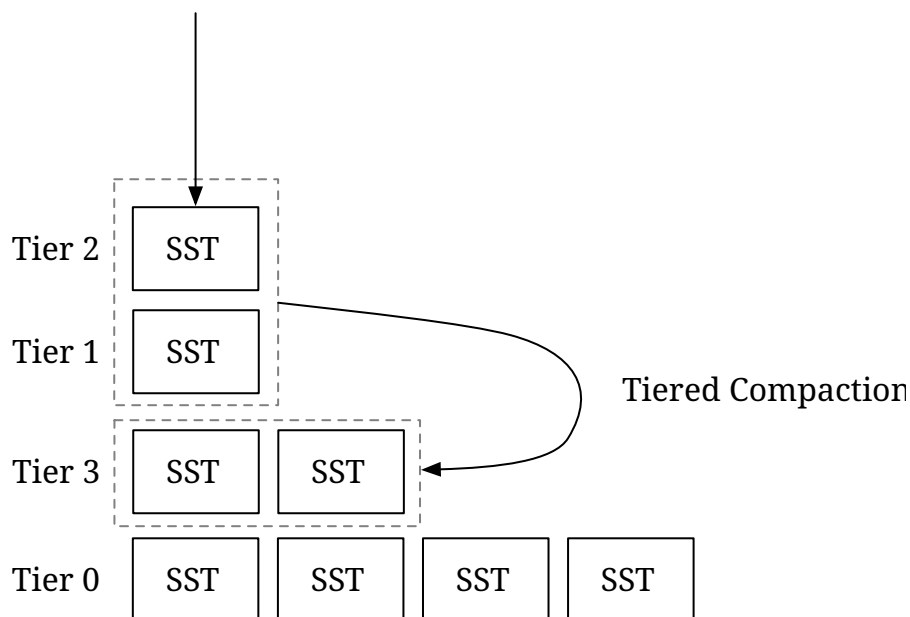 Tier 2 SST
Tier 1 SST
Tiered Compaction
Tier 3 SST SST
Tier 0 SST SST SST SST